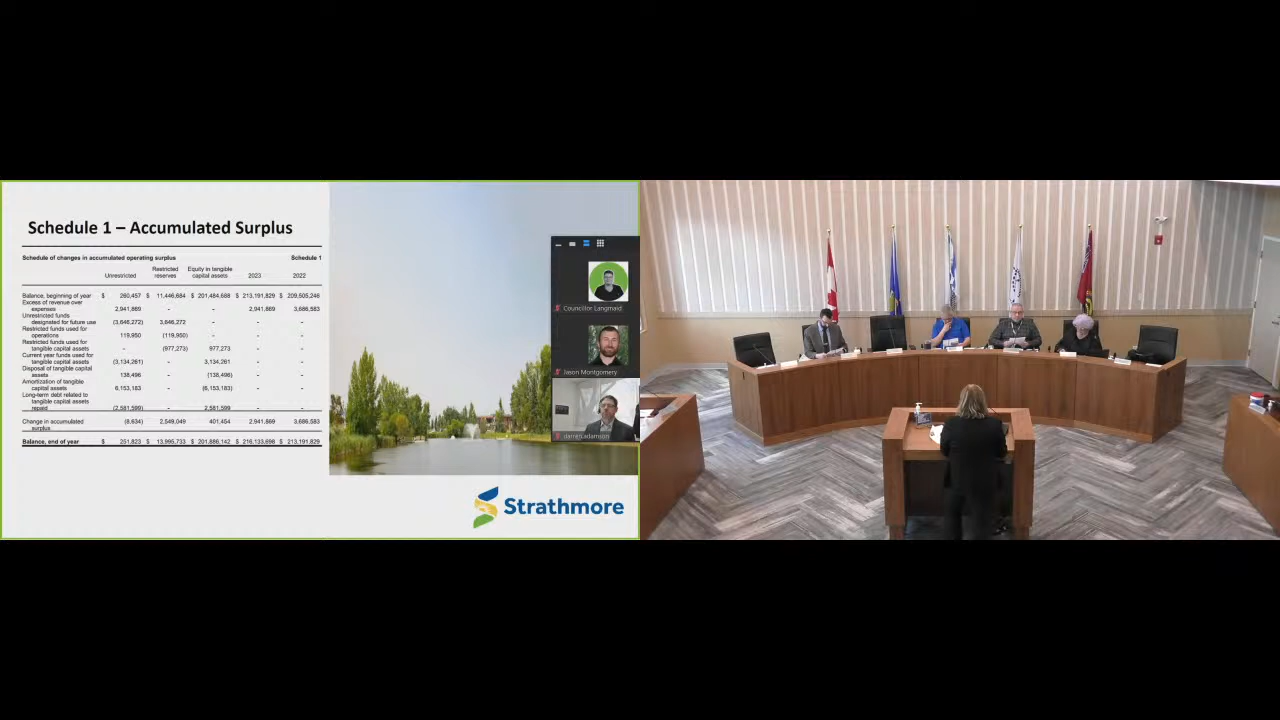 Schedule 1 – Accumulated Surplus
Schedule of changes in accumulated operating surplus Schedule 1
Unrestricted Restricted reserves Equity in tangible capital assets 2023 2022
Balance, beginning of year $ 260,457 $ 11,446,684 $ 201,484,688 $ 213,191,829 $ 209,505,246
Excess of revenue over
expenses 2,941,869 - - 2,941,869 3,686,583
Unrestricted funds
designated for future use (3,646,272) 3,646,272 - - -
Restricted funds used for
operations 119,950 (119,950) - - -
Restricted funds used for
tangible capital assets - (977,273) 977,273 - -
Current year funds used for
tangible capital assets (3,134,261) - 3,134,261 - -
Disposal of tangible capital
assets 138,496 - (138,496) - -
Amortization of tangible
capital assets 6,153,183 - (6,153,183) - -
Long-term debt related to
tangible capital assets
repaid (2,581,599) - 2,581,599 - -
Change in accumulated
surplus (8,634) 2,549,049 401,454 2,941,869 3,686,583
Balance, end of year $ 251,823 $ 13,995,733 $ 201,886,142 $ 216,133,698 $ 213,191,829
Councillor Langmaid
Jason Montgomery
darren.adamson
Strathmore